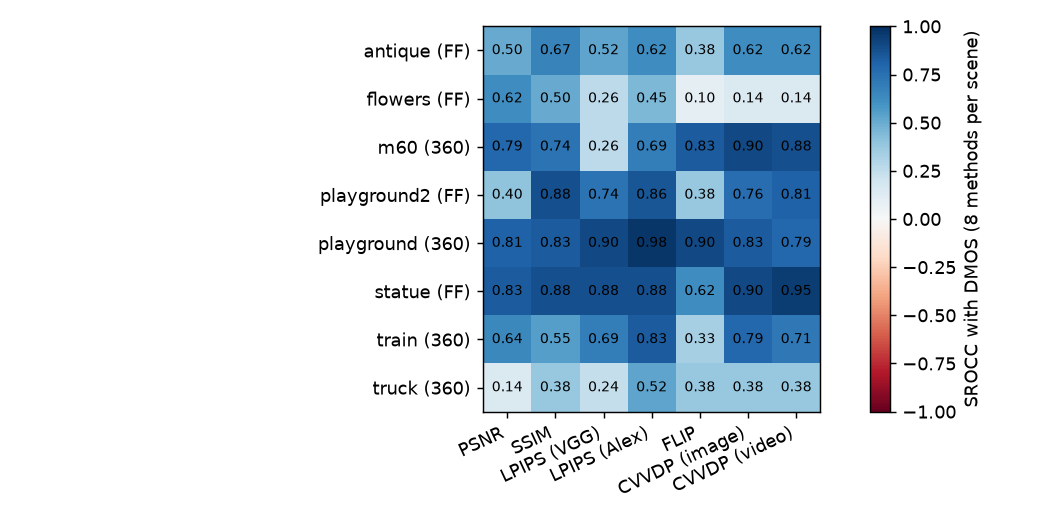 antique (FF) 0.50 0.67 0.52 0.62 0.38 0.62 0.62
flowers (FF) 0.62 0.50 0.26 0.45 0.10 0.14 0.14
m60 (360) 0.79 0.74 0.26 0.69 0.83 0.90 0.88
playground2 (FF) 0.40 0.88 0.74 0.86 0.38 0.76 0.81
playground (360) 0.81 0.83 0.90 0.98 0.90 0.83 0.79
statue (FF) 0.83 0.88 0.88 0.88 0.62 0.90 0.95
train (360) 0.64 0.55 0.69 0.83 0.33 0.79 0.71
truck (360) 0.14 0.38 0.24 0.52 0.38 0.38 0.38
PSNR
SSIM
LPIPS (VGG)
LPIPS (Alex)
FLIP
CVVDP (image)
CVVDP (video)
1.00
0.75
0.50
0.25
0.00
−0.25
−0.50
−0.75
−1.00
SROCC with DMOS (8 methods per scene)